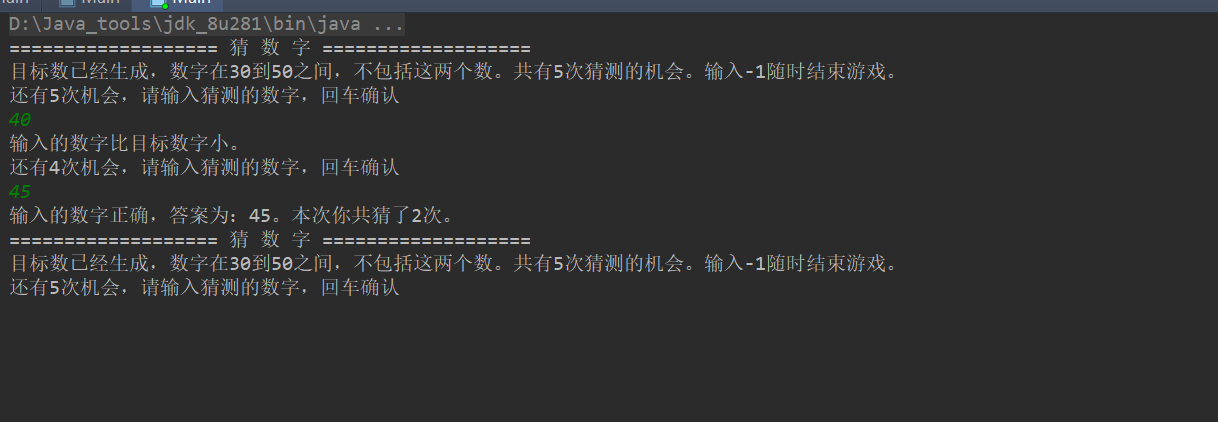 Main
Main
D:\Java_tools\jdk_8u281\bin\java ...
=================== 猜 数 字 ===================
目标数已经生成，数字在30到50之间，不包括这两个数。共有5次猜测的机会。输入-1随时结束游戏。
还有5次机会，请输入猜测的数字，回车确认
40
输入的数字比目标数字小。
还有4次机会，请输入猜测的数字，回车确认
45
输入的数字正确，答案为：45。本次你共猜了2次。
=================== 猜 数 字 ===================
目标数已经生成，数字在30到50之间，不包括这两个数。共有5次猜测的机会。输入-1随时结束游戏。
还有5次机会，请输入猜测的数字，回车确认